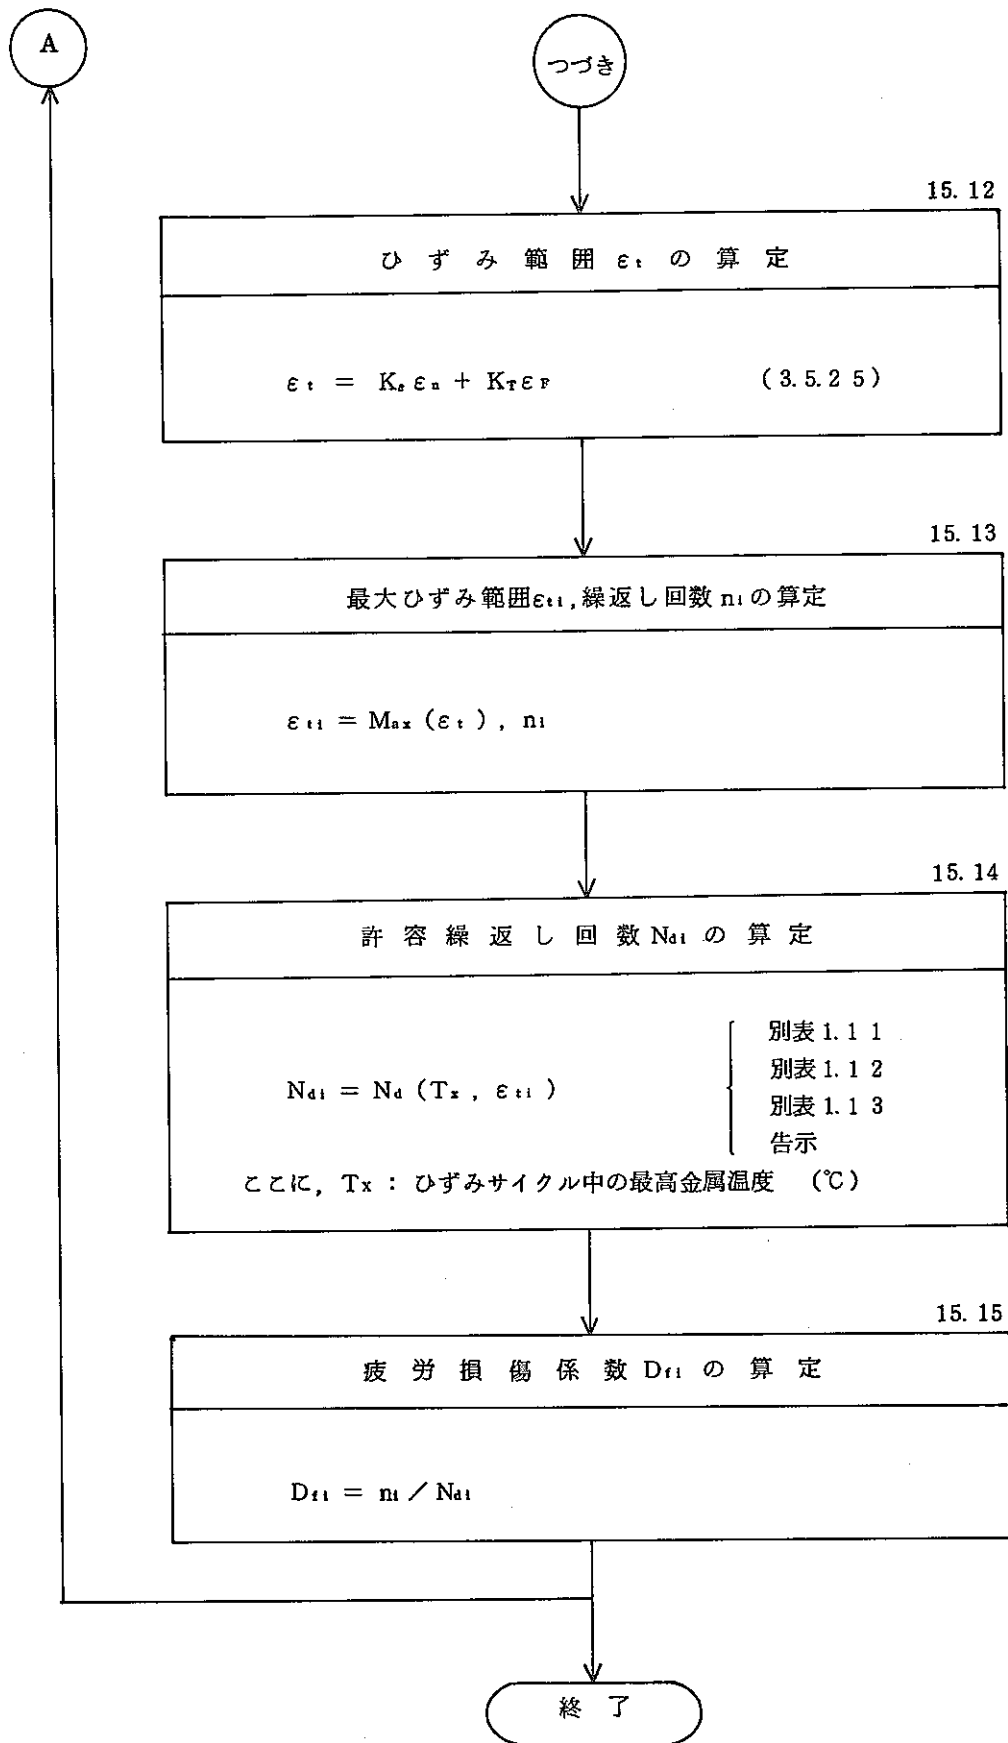 A
つづき
15.12
ひずみ範囲 εt の算定
εt = Kε εn + KT εF (3.5.25)
15.13
最大ひずみ範囲εti, 繰返し回数 ni の算定
εti = Max (εt), ni
15.14
許容繰返し回数 Ndi の算定
別表1.11
別表1.12
Ndi = Nd (Tx, εti)
別表1.13
告示
ここに, Tx : ひずみサイクル中の最高金属温度 (℃)
15.15
疲労損傷係数 Dfi の算定
Dfi = ni / Ndi
終了